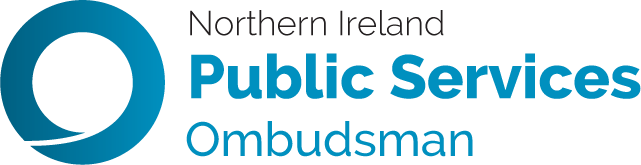 Northern Ireland
Public Services
Ombudsman